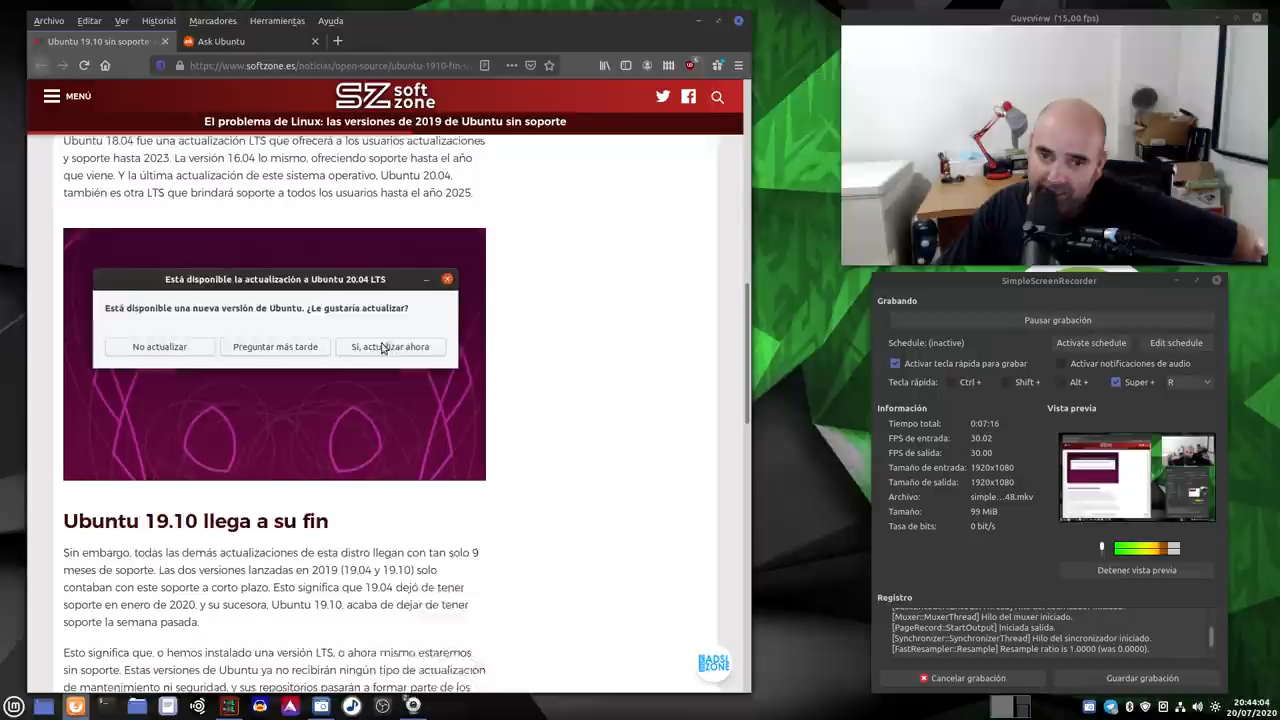 Archivo Editar Ver Historial Marcadores Herramientas Ayuda
Ubuntu 19.10 sin soporte
Ask Ubuntu
https://www.softzone.es/noticias/open-source/ubuntu-1910-fin-s
MENÚ
SZ soft zone
El problema de Linux: las versiones de 2019 de Ubuntu sin soporte
Ubuntu 18.04 fue una actualización LTS que ofrecerá a los usuarios actualizaciones
y soporte hasta 2023. La versión 16.04 lo mismo, ofreciendo soporte hasta el año
que viene. Y la última actualización de este sistema operativo, Ubuntu 20.04,
también es otra LTS que brindará soporte a todos los usuarios hasta el año 2025.
Está disponible la actualización a Ubuntu 20.04 LTS
Está disponible una nueva versión de Ubuntu. ¿Le gustaría actualizar?
No actualizar
Preguntar más tarde
Sí, actualizar ahora
Ubuntu 19.10 llega a su fin
Sin embargo, todas las demás actualizaciones de esta distro llegan con tan solo 9
meses de soporte. Las dos versiones lanzadas en 2019 (19.04 y 19.10) solo
contaban con este soporte a corto plazo. Esto significa que 19.04 dejó de tener
soporte en enero de 2020, y su sucesora, Ubuntu 19.10, acaba de dejar de tener
soporte la semana pasada.
Esto significa que, o hemos instalado una versión LTS, o ahora mismo estaremos
sin soporte. Estas versiones de Ubuntu ya no recibirán ningún tipo de actualización
de mantenimiento ni seguridad, y sus repositorios pasarán a formar parte de los
ADSL ZONE
Guvcview (15,00 fps)
SimpleScreenRecorder
Grabando
Pausar grabación
Schedule: (inactive)
Activate schedule
Edit schedule
Activar tecla rápida para grabar
Activar notificaciones de audio
Tecla rápida: Ctrl + Shift + Alt + Super + R
Información
Vista previa
Tiempo total: 0:07:16
FPS de entrada: 30.02
FPS de salida: 30.00
Tamaño de entrada: 1920x1080
Tamaño de salida: 1920x1080
Archivo: simple...48.mkv
Tamaño: 99 MiB
Tasa de bits: 0 bit/s
Detener vista previa
Registro
[Muxer::MuxerThread] Hilo del muxer iniciado.
[PageRecord::StartOutput] Iniciada salida.
[Synchronizer::SynchronizerThread] Hilo del sincronizador iniciado.
[FastResampler::Resample] Resample ratio is 1.0000 (was 0.0000).
Cancelar grabación
Guardar grabación
20:44:04
20/07/2020